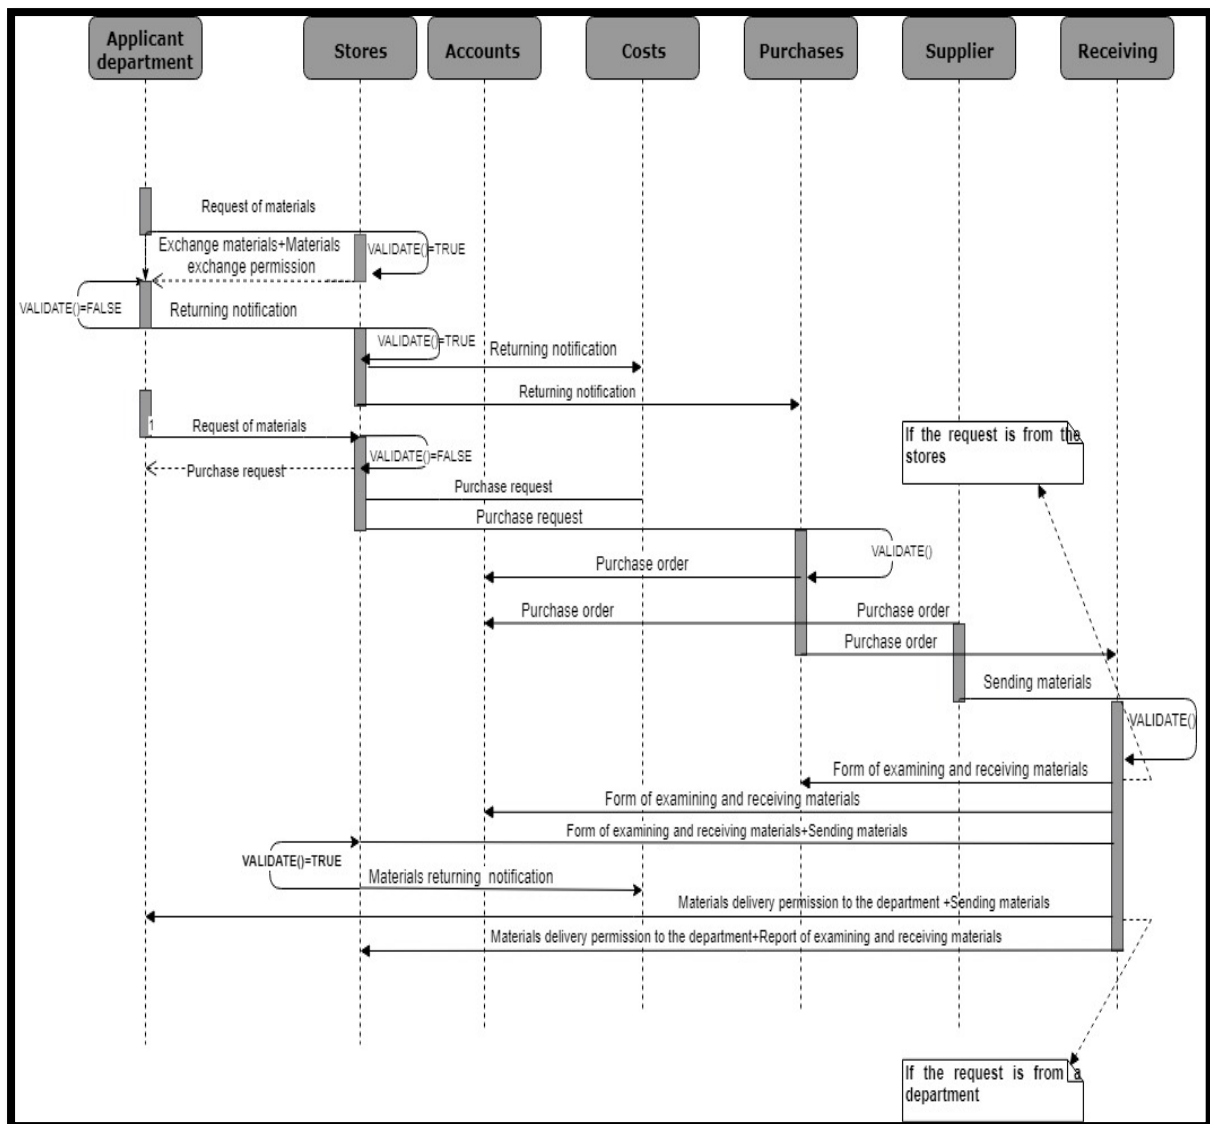 Applicant
department
Stores
Accounts
Costs
Purchases
Supplier
Receiving
Request of materials
Exchange materials+Materials
exchange permission
VALIDATE()=TRUE
VALIDATE()=FALSE
Returning notification
VALIDATE()=TRUE
Returning notification
Returning notification
1
Request of materials
VALIDATE()=FALSE
Purchase request
If the request is from the
stores
Purchase request
Purchase request
VALIDATE()
Purchase order
Purchase order
Purchase order
Purchase order
Sending materials
VALIDATE()
Form of examining and receiving materials
Form of examining and receiving materials
Form of examining and receiving materials+Sending materials
VALIDATE()=TRUE
Materials returning notification
Materials delivery permission to the department +Sending materials
Materials delivery permission to the department+Report of examining and receiving materials
If the request is from a
department